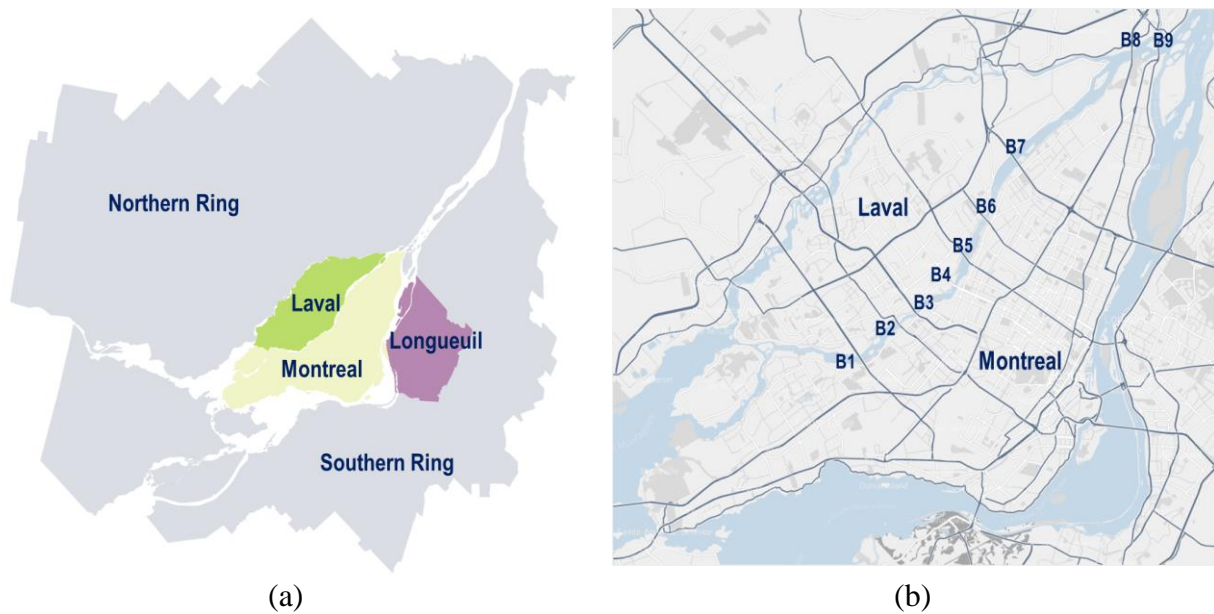 Northern Ring
Laval
Longueuil
Montreal
Southern Ring
(a)
B8 B9
B7
Laval
B6
B5
B4
B3
B2
B1
Montreal
(b)